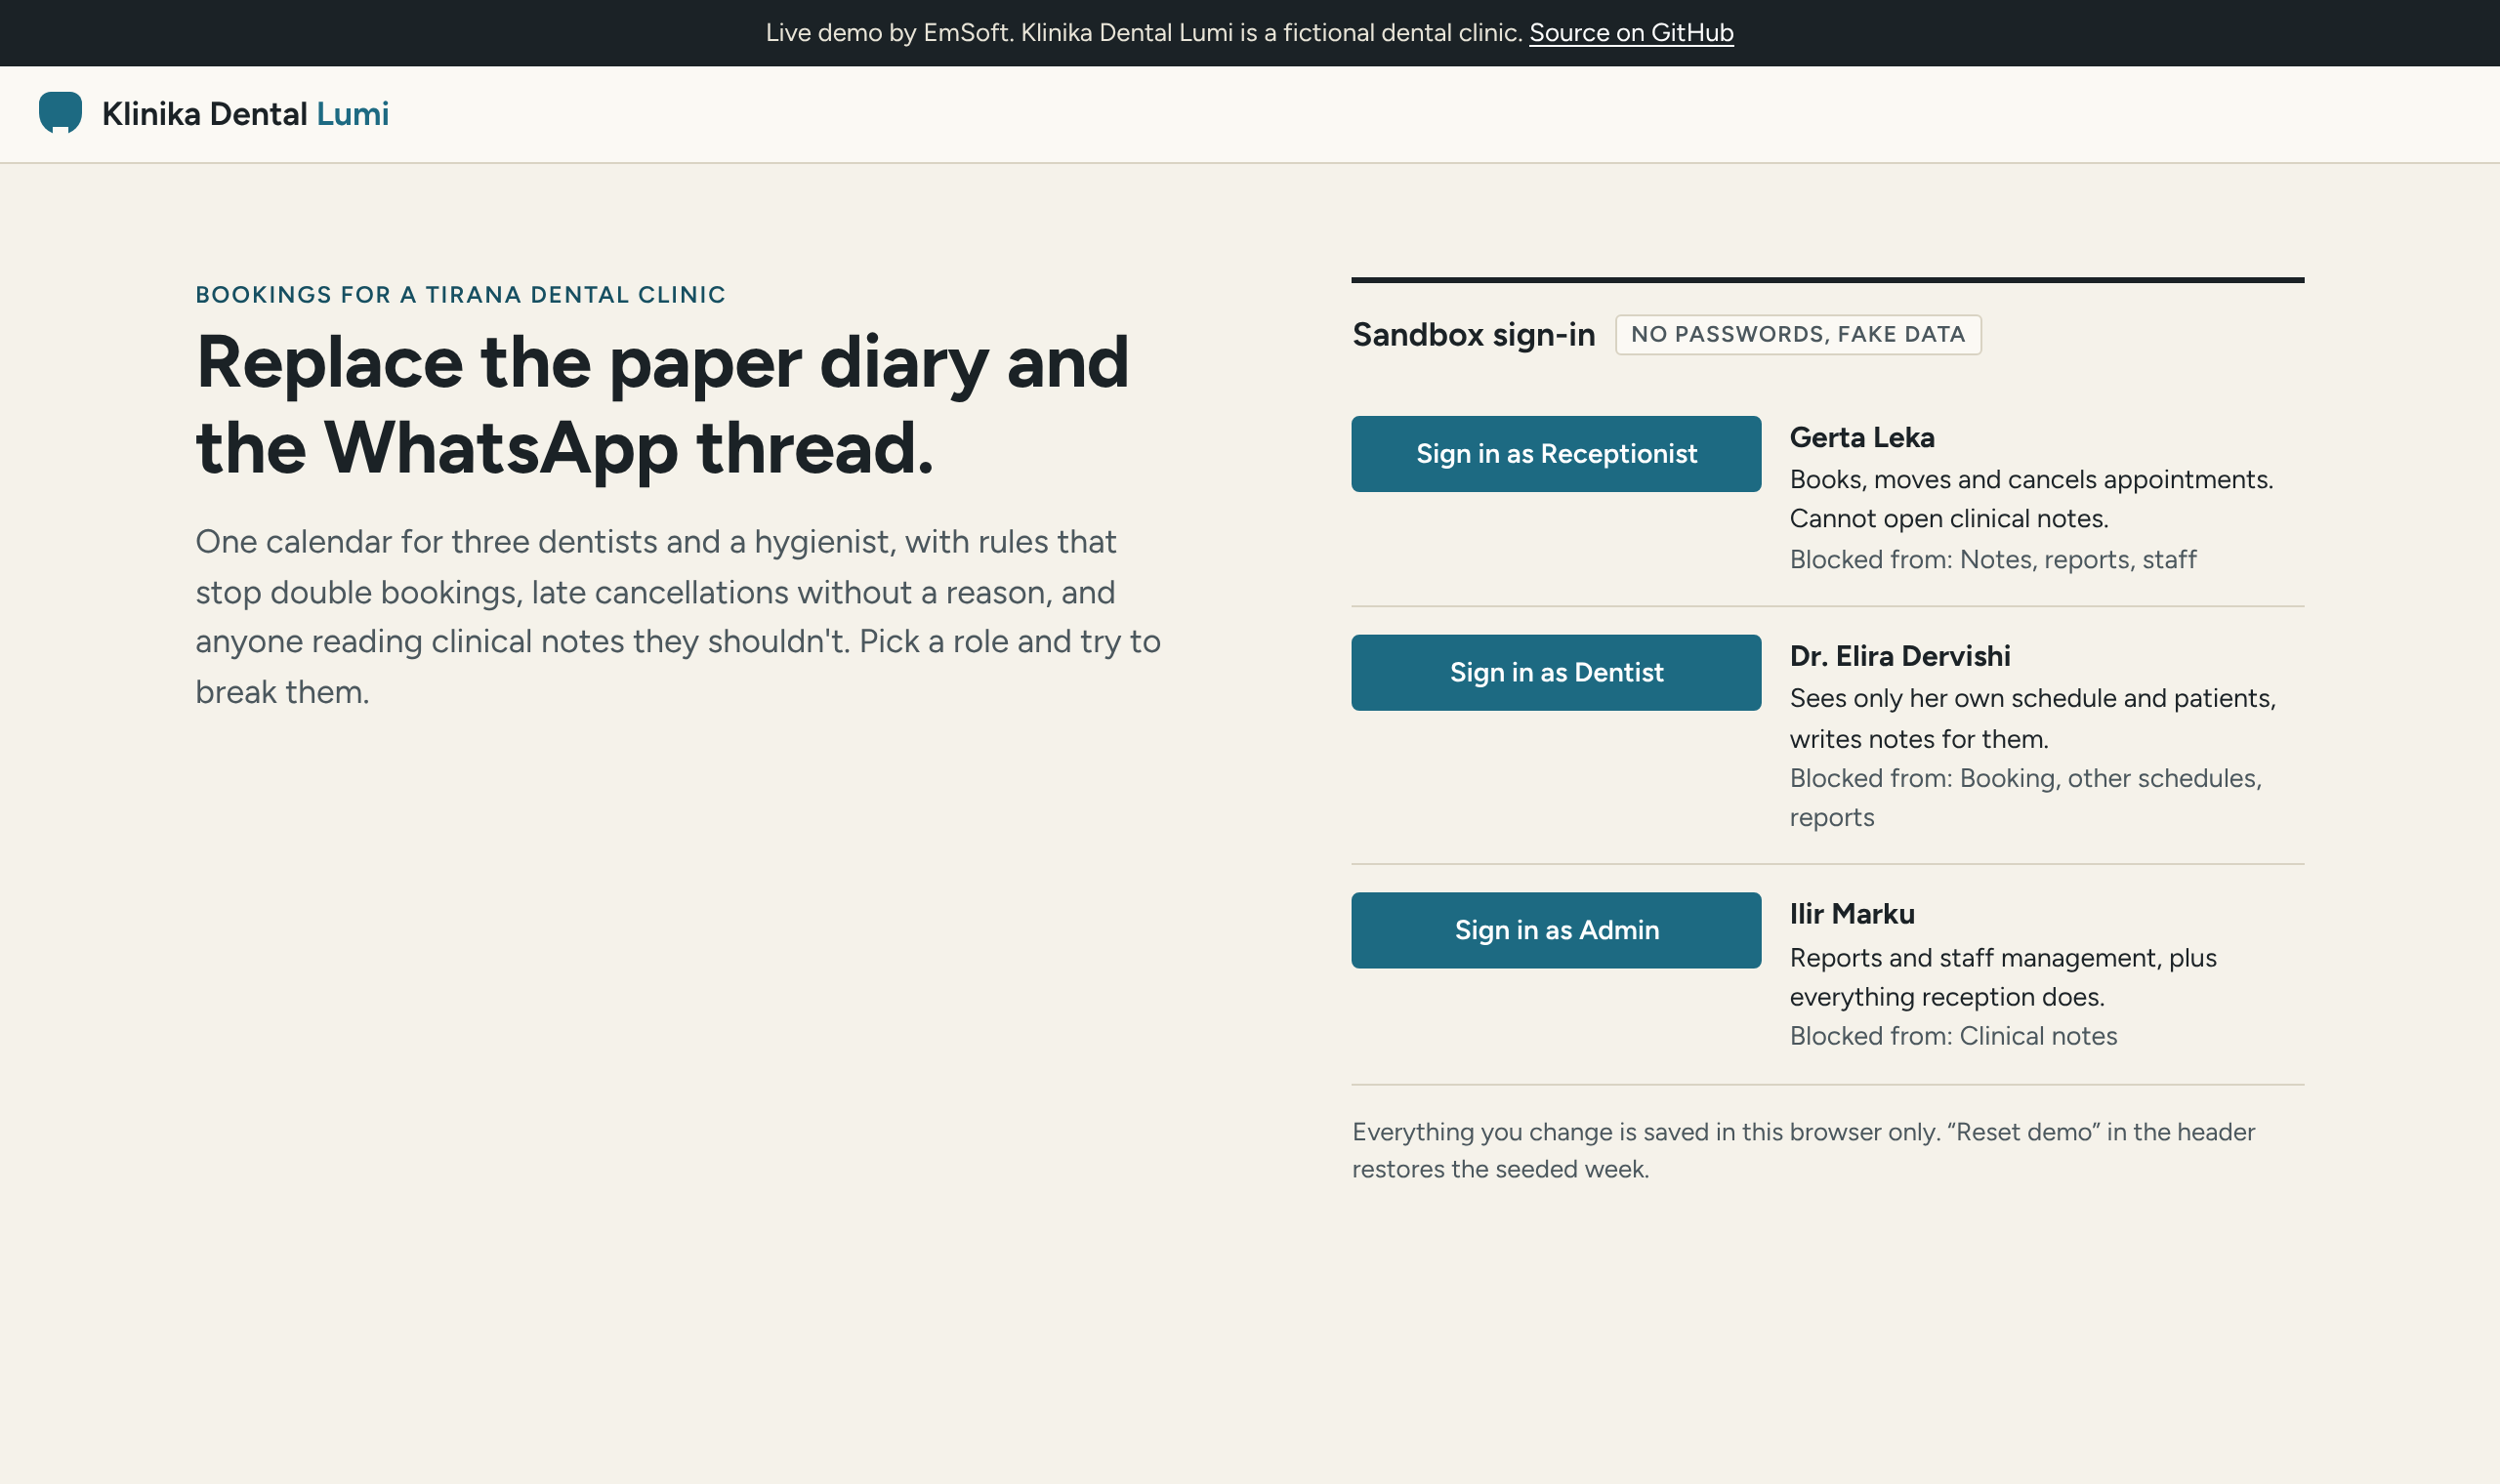 Live demo by EmSoft. Klinika Dental Lumi is a fictional dental clinic. Source on GitHub
Klinika Dental Lumi
BOOKINGS FOR A TIRANA DENTAL CLINIC
Replace the paper diary and
the WhatsApp thread.
One calendar for three dentists and a hygienist, with rules that
stop double bookings, late cancellations without a reason, and
anyone reading clinical notes they shouldn't. Pick a role and try to
break them.
Sandbox sign-in NO PASSWORDS, FAKE DATA
Sign in as Receptionist
Gerta Leka
Books, moves and cancels appointments.
Cannot open clinical notes.
Blocked from: Notes, reports, staff
Sign in as Dentist
Dr. Elira Dervishi
Sees only her own schedule and patients,
writes notes for them.
Blocked from: Booking, other schedules,
reports
Sign in as Admin
Ilir Marku
Reports and staff management, plus
everything reception does.
Blocked from: Clinical notes
Everything you change is saved in this browser only. “Reset demo” in the header
restores the seeded week.